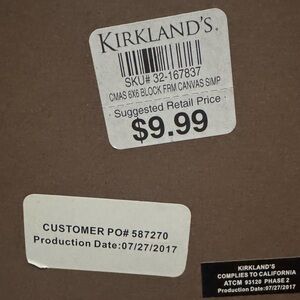 KIRKLAND'S.
SKU# 32-167837
CMAS 6X6 BLOCK FRM CANVAS SIMP
Suggested Retail Price
$9.99
CUSTOMER PO# 587270
Production Date:07/27/2017
KIRKLAND'S
COMPLIES TO CALIFORNIA
ATCM 93120 PHASE 2
Production Date:07/27/2017